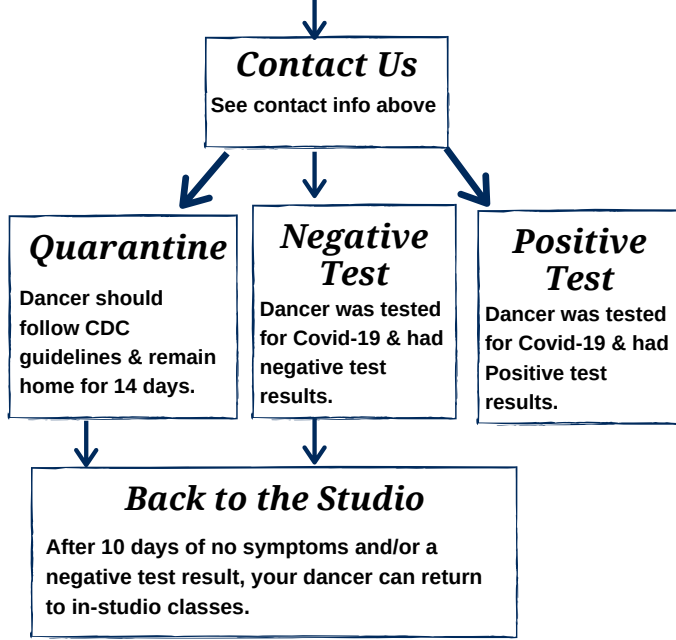 Contact Us
See contact info above
Quarantine
Dancer should
follow CDC
guidelines & remain
home for 14 days.
Negative
Test
Dancer was tested
for Covid-19 & had
negative test
results.
Positive
Test
Dancer was tested
for Covid-19 & had
Positive test
results.
Back to the Studio
After 10 days of no symptoms and/or a
negative test result, your dancer can return
to in-studio classes.